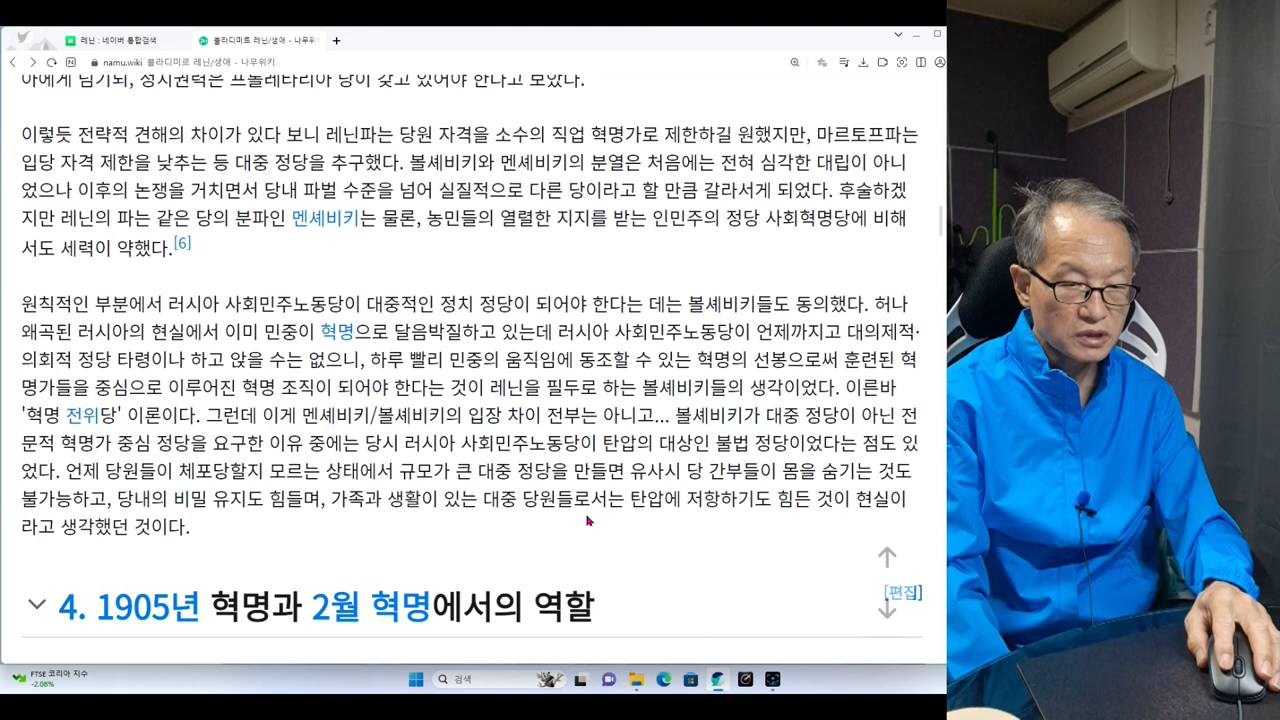 레닌 : 네이버 통합검색
블라디미르 레닌/생애 - 나무위키
namu.wiki 블라디미르 레닌/생애 - 나무위키
아에게 넘기되, 정치권력은 프롤레타리아 당이 갖고 있어야 한다고 보았다.
이렇듯 전략적 견해의 차이가 있다 보니 레닌파는 당원 자격을 소수의 직업 혁명가로 제한하길 원했지만, 마르토프파는
입당 자격 제한을 낮추는 등 대중 정당을 추구했다. 볼셰비키와 멘셰비키의 분열은 처음에는 전혀 심각한 대립이 아니
었으나 이후의 논쟁을 거치면서 당내 파벌 수준을 넘어 실질적으로 다른 당이라고 할 만큼 갈라서게 되었다. 후술하겠
지만 레닌의 파는 같은 당의 분파인 멘셰비키는 물론, 농민들의 열렬한 지지를 받는 인민주의 정당 사회혁명당에 비해
서도 세력이 약했다.[6]
원칙적인 부분에서 러시아 사회민주노동당이 대중적인 정치 정당이 되어야 한다는 데는 볼셰비키들도 동의했다. 허나
왜곡된 러시아의 현실에서 이미 민중이 혁명으로 달음박질하고 있는데 러시아 사회민주노동당이 언제까지고 대의제적·
의회적 정당 타령이나 하고 앉을 수는 없으니, 하루 빨리 민중의 움직임에 동조할 수 있는 혁명의 선봉으로써 훈련된 혁
명가들을 중심으로 이루어진 혁명 조직이 되어야 한다는 것이 레닌을 필두로 하는 볼셰비키들의 생각이었다. 이른바
'혁명 전위당' 이론이다. 그런데 이게 멘셰비키/볼셰비키의 입장 차이 전부는 아니고... 볼셰비키가 대중 정당이 아닌 전
문적 혁명가 중심 정당을 요구한 이유 중에는 당시 러시아 사회민주노동당이 탄압의 대상인 불법 정당이었다는 점도 있
었다. 언제 당원들이 체포당할지 모르는 상태에서 규모가 큰 대중 정당을 만들면 유사시 당 간부들이 몸을 숨기는 것도
불가능하고, 당내의 비밀 유지도 힘들며, 가족과 생활이 있는 대중 당원들로서는 탄압에 저항하기도 힘든 것이 현실이
라고 생각했던 것이다.
4. 1905년 혁명과 2월 혁명에서의 역할
[편집]
FTSE 코리아 지수
-2.08%
검색